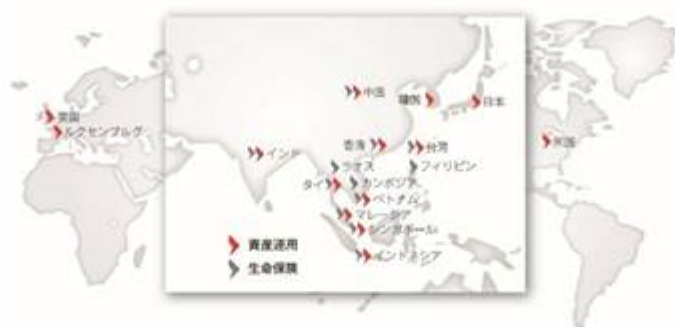 中国
韓国
日本
英国
ルクセンブルグ
香港
台湾
米国
インド
ラオス
フィリピン
タイ
カンボジア
ベトナム
マレーシア
シンガポール
インドネシア
資産運用
生命保険